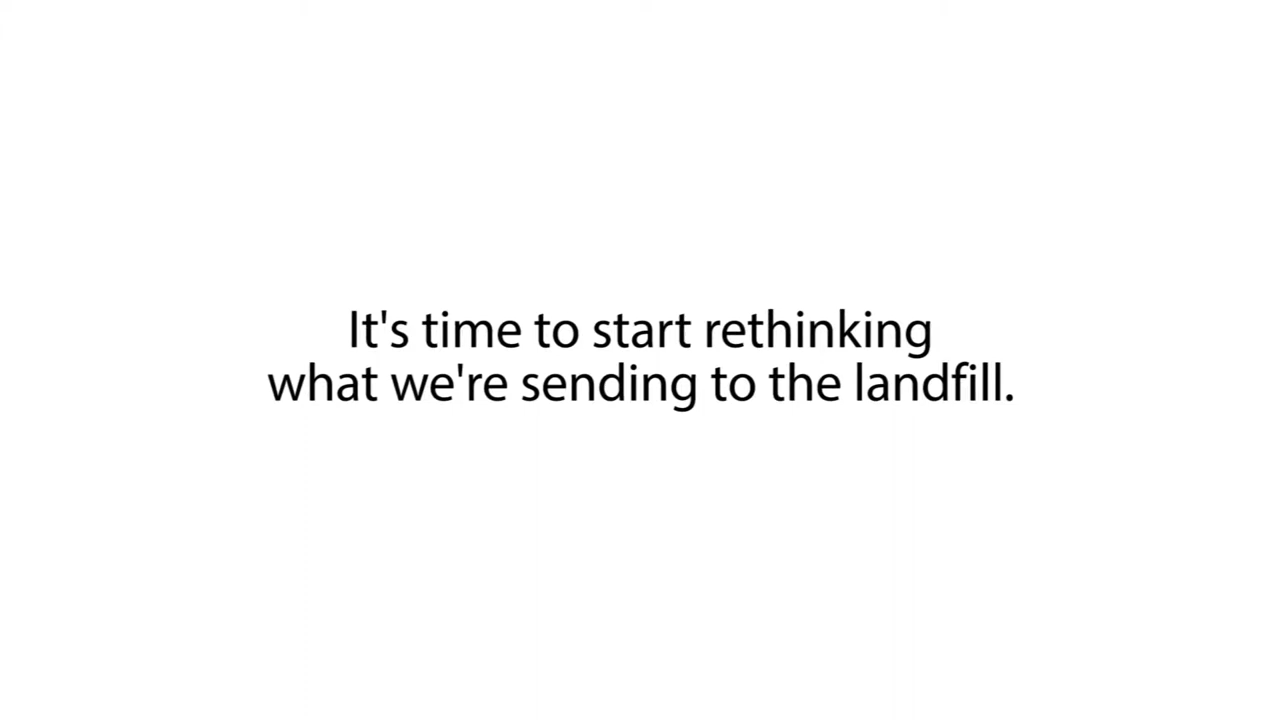 It's time to start rethinking
what we're sending to the landfill.